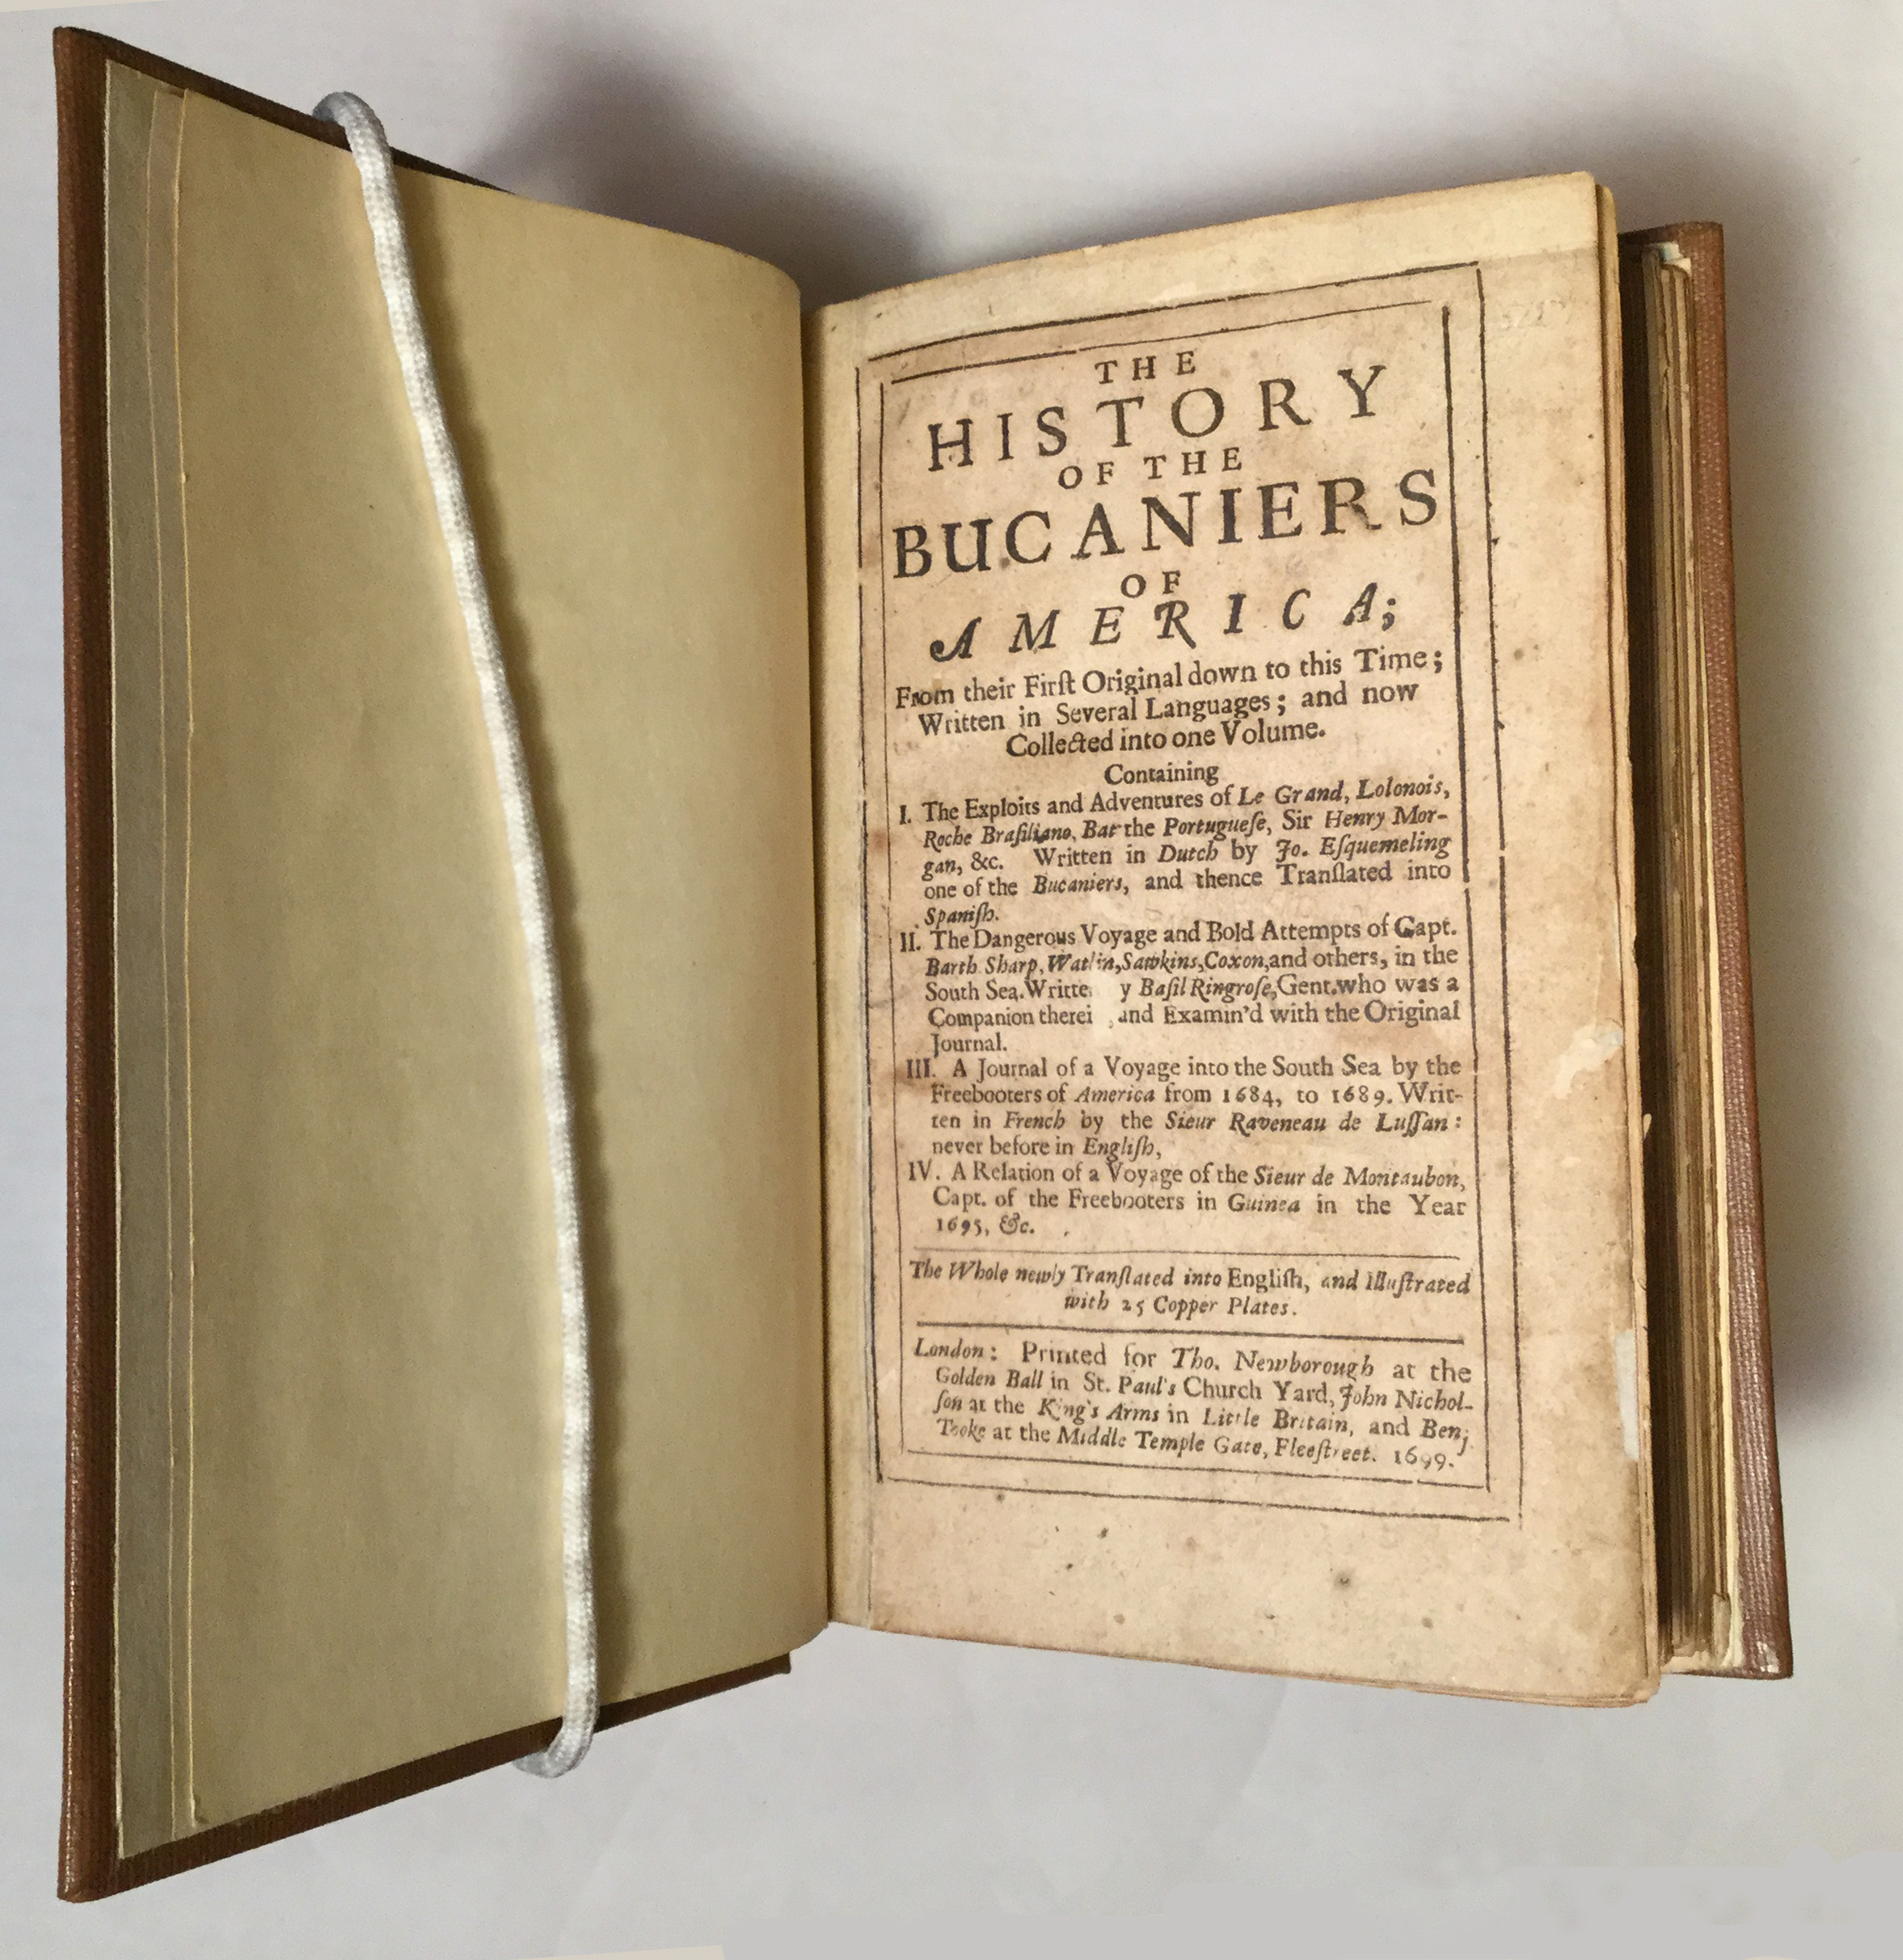 THE
HISTORY
OF THE
BUCANIERS
OF
AMERICA;
From their Firſt Original down to this Time;
Written in Several Languages; and now
Collected into one Volume.
Containing
I. The Exploits and Adventures of Le Grand, Lolonois,
Roche Braſiliano, Bat the Portugueſe, Sir Henry Mor-
gan, &c. Written in Dutch by Jo. Eſquemeling
one of the Bucaniers, and thence Tranſlated into
Spaniſh.
II. The Dangerous Voyage and Bold Attempts of Capt.
Barth. Sharp, Watlin, Sawkins, Coxon, and others, in the
South Sea. Writte y Baſil Ringroſe, Gent. who was a
Companion therei , and Examin'd with the Original
Journal.
III. A Journal of a Voyage into the South Sea by the
Freebooters of America from 1684, to 1689. Writ-
ten in French by the Sieur Raveneau de Luſſan:
never before in Engliſh,
IV. A Relation of a Voyage of the Sieur de Montaubon,
Capt. of the Freebooters in Guinea in the Year
1695, &c.
The Whole newly Tranſlated into Engliſh, and Illuſtrated
with 25 Copper Plates.
London: Printed for Tho. Newborough at the
Golden Ball in St. Paul's Church Yard, John Nichol-
ſon at the King's Arms in Little Britain, and Benj.
Tooke at the Middle Temple Gate, Fleeſtreet. 1699.